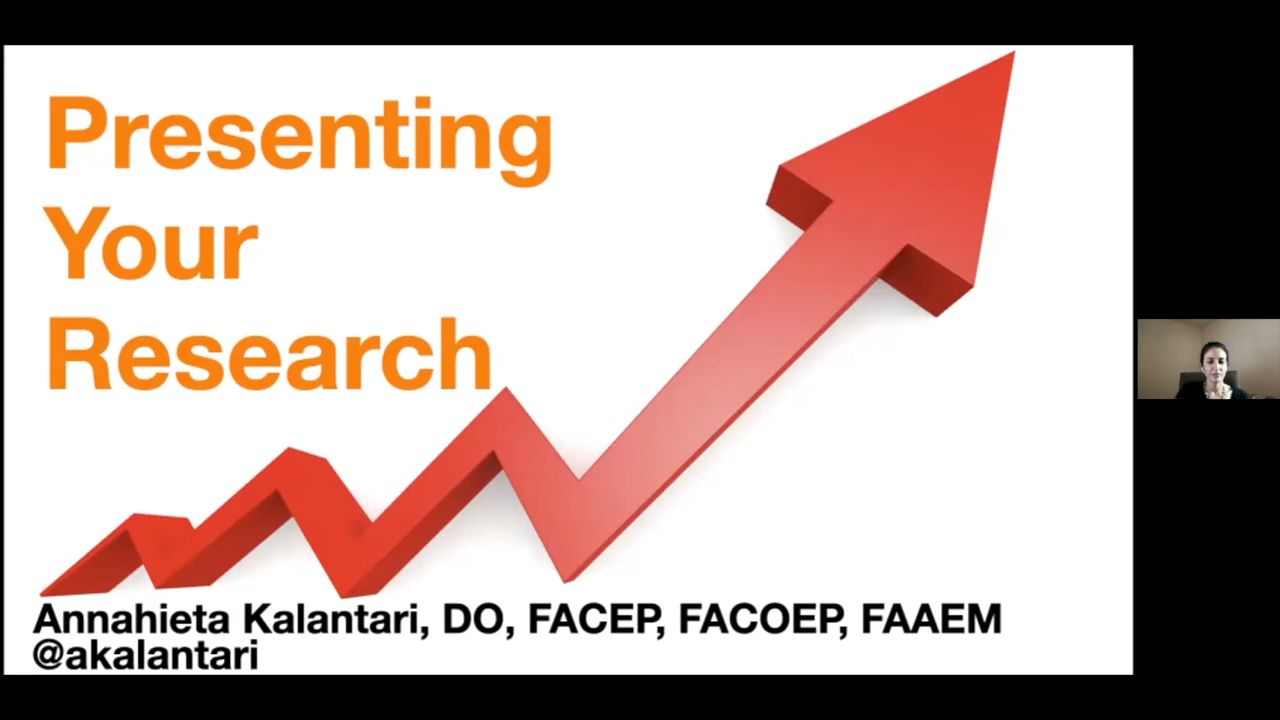 Presenting
Your
Research
Annahieta Kalantari, DO, FACEP, FACOEP, FAAEM
@akalantari